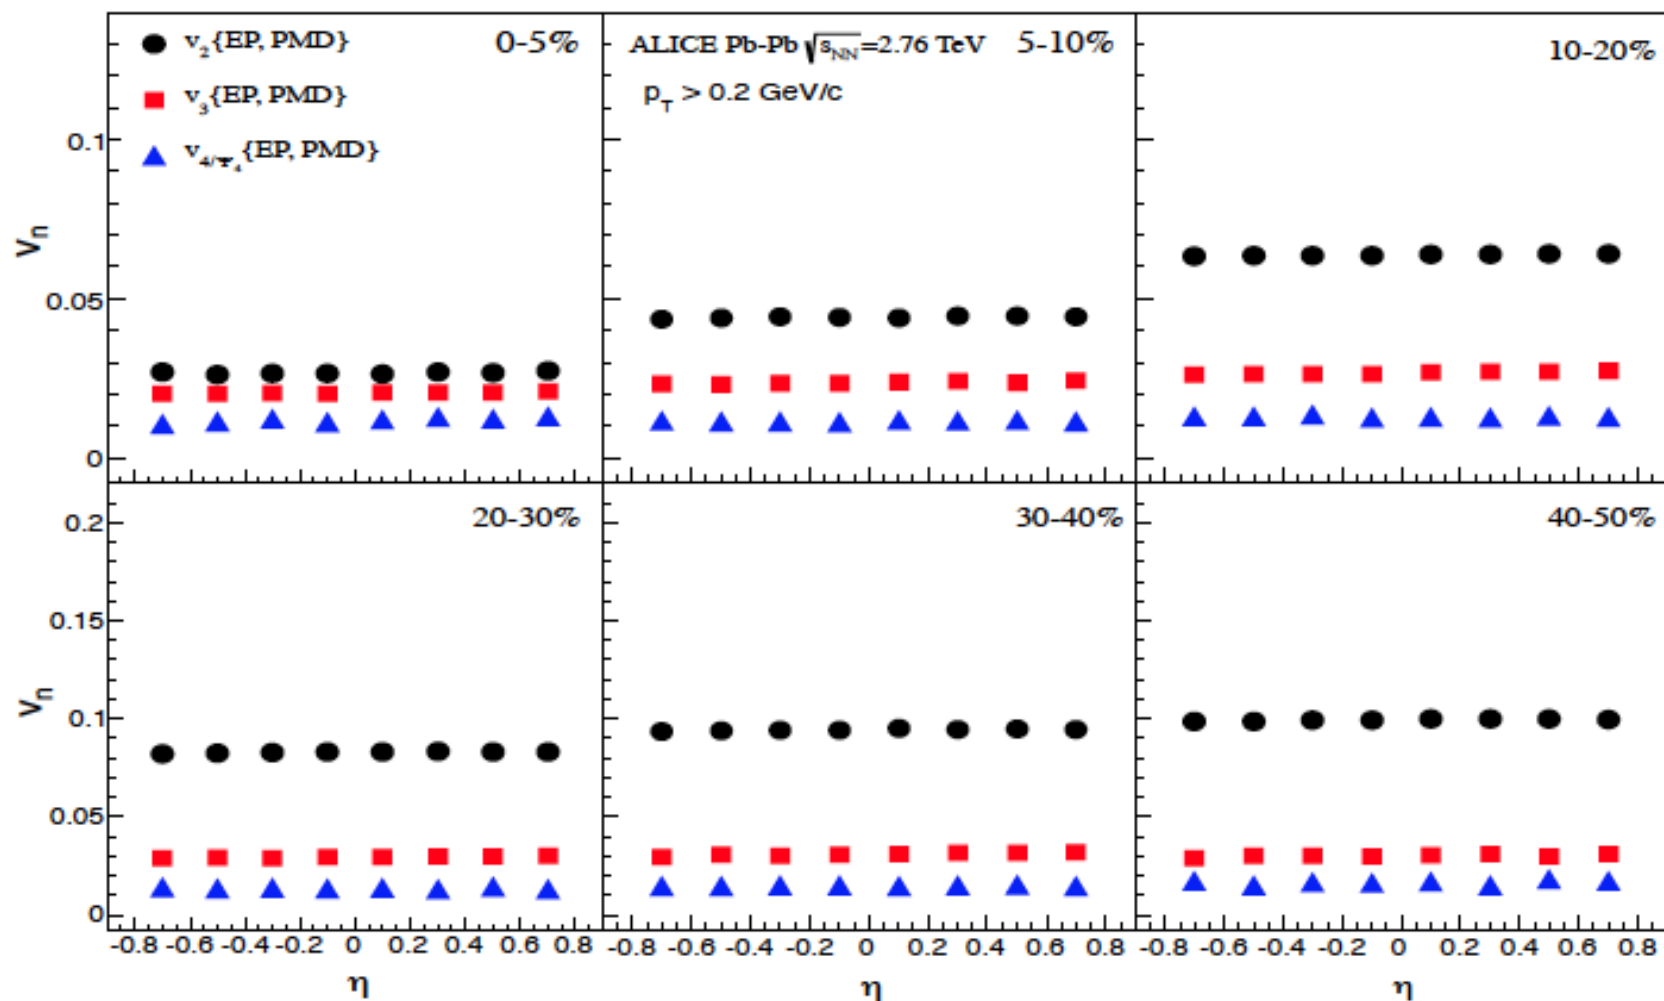 v2{EP, PMD} 0-5%
v3{EP, PMD}
v4/Ψ4{EP, PMD}
ALICE Pb-Pb √sNN=2.76 TeV 5-10%
pT > 0.2 GeV/c
10-20%
0.1
0.05
0
vn
20-30%
30-40%
40-50%
0.2
0.15
0.1
0.05
0
vn
-0.8 -0.6 -0.4 -0.2 0 0.2 0.4 0.6 0.8
-0.8 -0.6 -0.4 -0.2 0 0.2 0.4 0.6 0.8
-0.8 -0.6 -0.4 -0.2 0 0.2 0.4 0.6 0.8
η
η
η